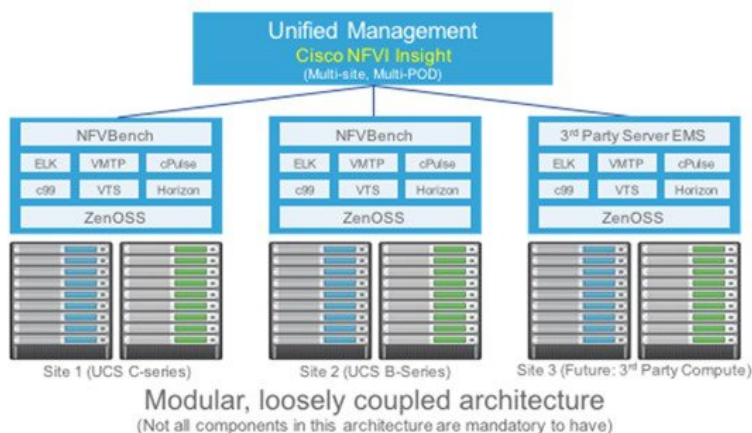 Unified Management
Cisco NFVI Insight
(Multi-site, Multi-POD)
NFVBench
ELK VMTP cPulse
c99 VTS Horizon
ZenOSS
NFVBench
ELK VMTP cPulse
c99 VTS Horizon
ZenOSS
3rd Party Server EMS
ELK VMTP cPulse
c99 VTS Horizon
ZenOSS
Site 1 (UCS C-series)
Site 2 (UCS B-Series)
Site 3 (Future: 3rd Party Compute)
Modular, loosely coupled architecture
(Not all components in this architecture are mandatory to have)